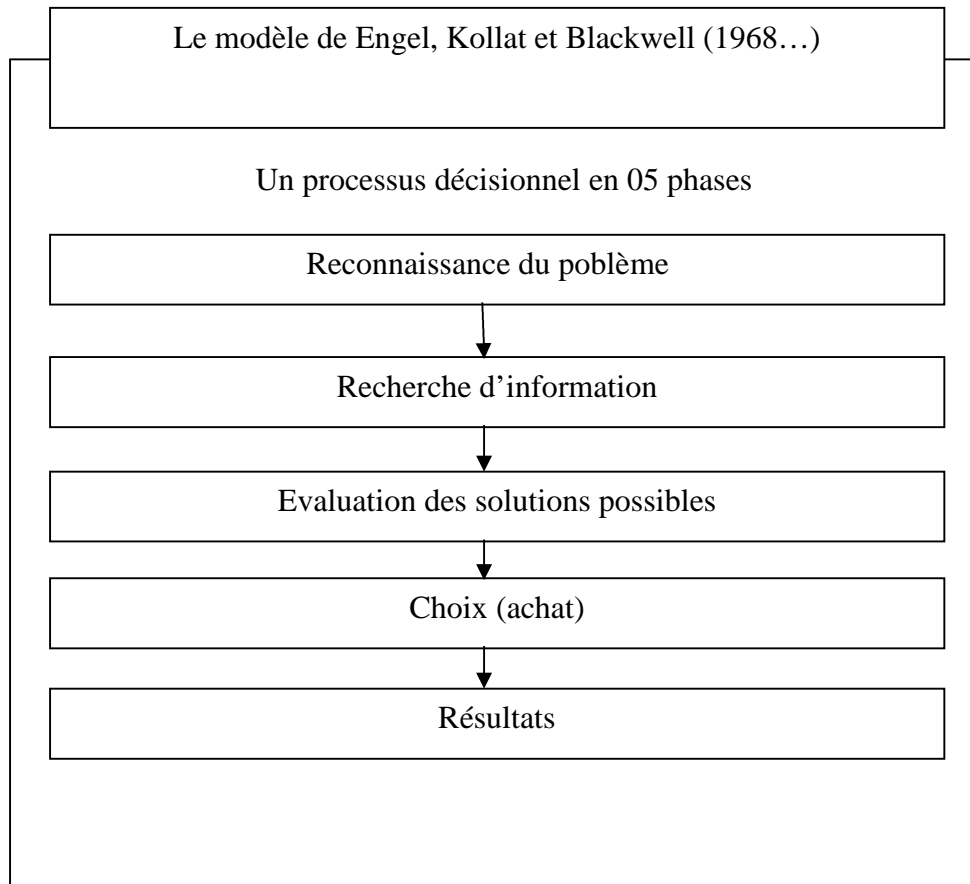 Le modèle de Engel, Kollat et Blackwell (1968…)
Un processus décisionnel en 05 phases
Reconnaissance du poblème
Recherche d’information
Evaluation des solutions possibles
Choix (achat)
Résultats